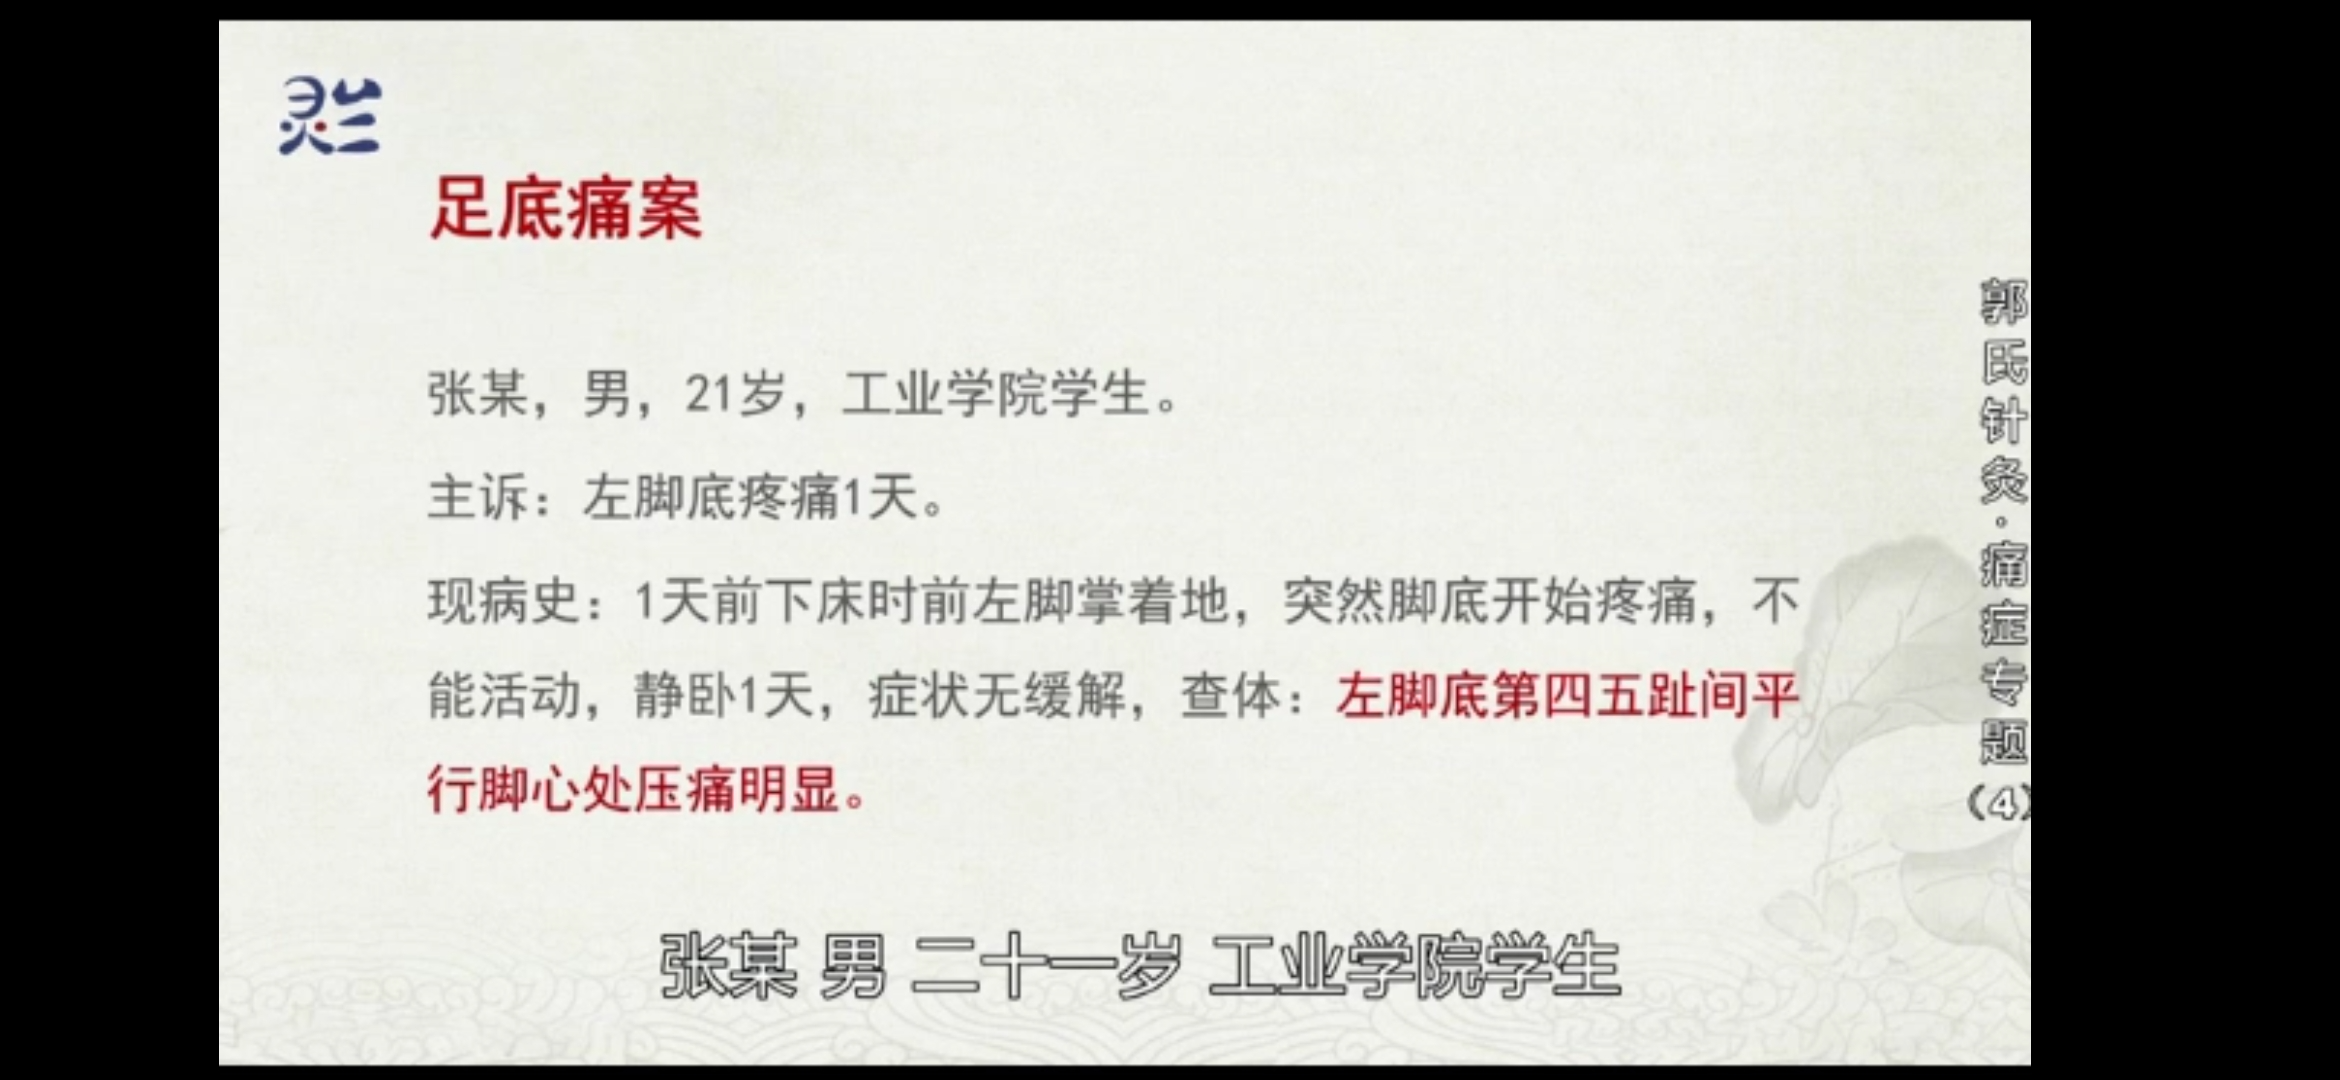 灵兰
足底痛案
张某，男，21岁，工业学院学生。
主诉：左脚底疼痛1天。
现病史：1天前下床时前左脚掌着地，突然脚底开始疼痛，不
能活动，静卧1天，症状无缓解，查体：左脚底第四五趾间平
行脚心处压痛明显。
张某 男 二十一岁 工业学院学生
郭氏针灸·痛症专题（4）